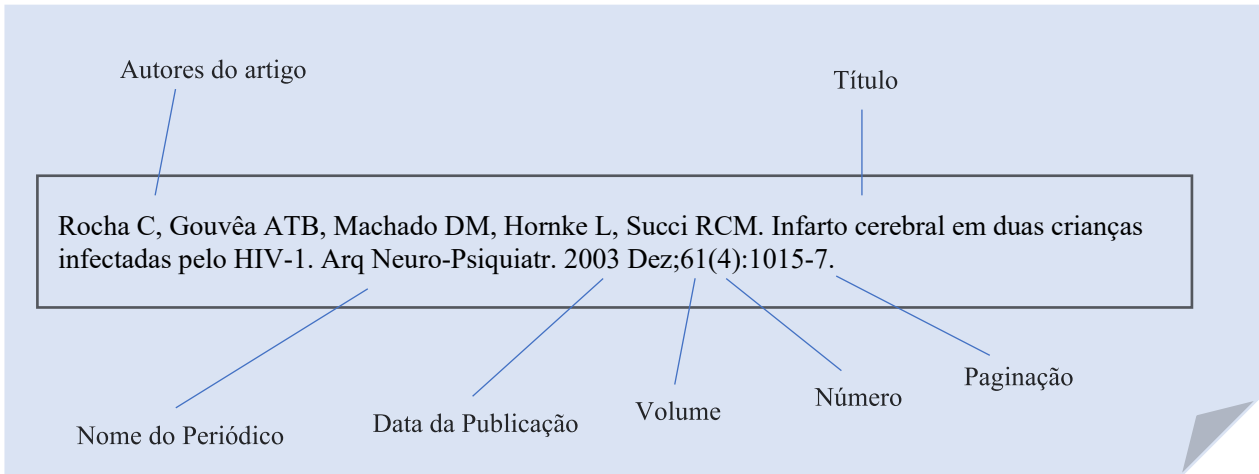 Autores do artigo
Título
Rocha C, Gouvêa ATB, Machado DM, Hornke L, Succi RCM. Infarto cerebral em duas crianças
infectadas pelo HIV-1. Arq Neuro-Psiquiatr. 2003 Dez;61(4):1015-7.
Nome do Periódico
Data da Publicação
Volume
Número
Paginação